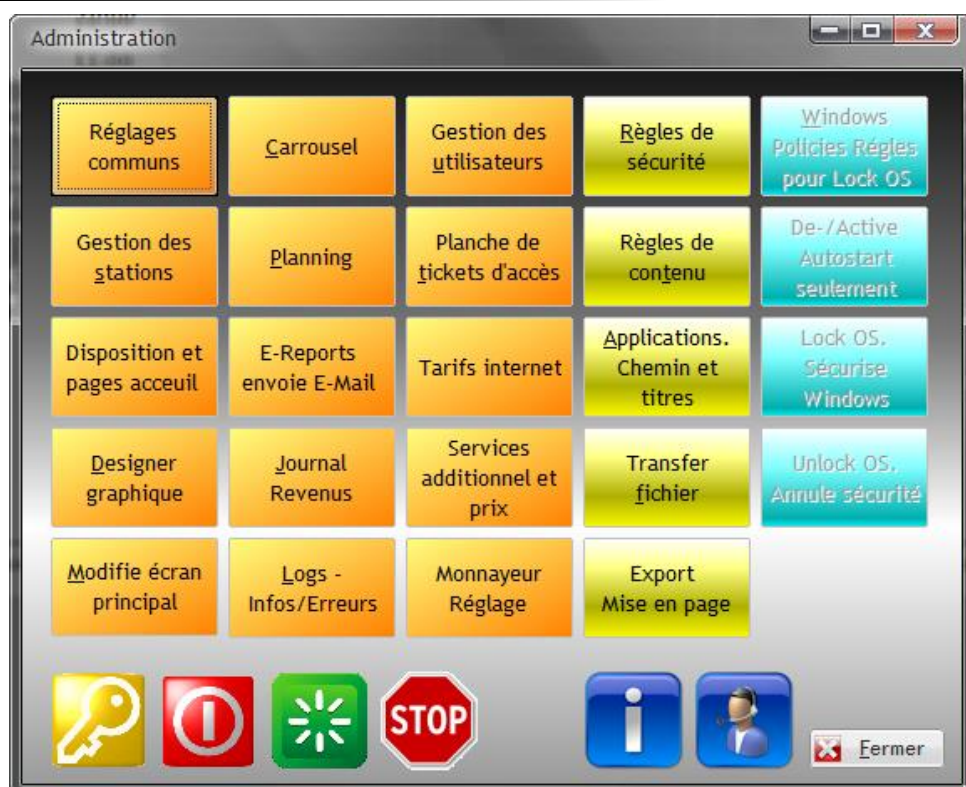 Administration
Réglages
communs
Carrousel
Gestion des
utilisateurs
Règles de
sécurité
Windows
Policies Régles
pour Lock OS
Gestion des
stations
Planning
Planche de
tickets d'accès
Règles de
contenu
De-/Active
Autostart
seulement
Disposition et
pages acceuil
E-Reports
envoie E-Mail
Tarifs internet
Applications.
Chemin et
titres
Lock OS.
Sécurise
Windows
Designer
graphique
Journal
Revenus
Services
additionnel et
prix
Transfer
fichier
Unlock OS.
Annule sécurité
Modifie écran
principal
Logs -
Infos/Erreurs
Monnayeur
Réglage
Export
Mise en page
STOP
Fermer